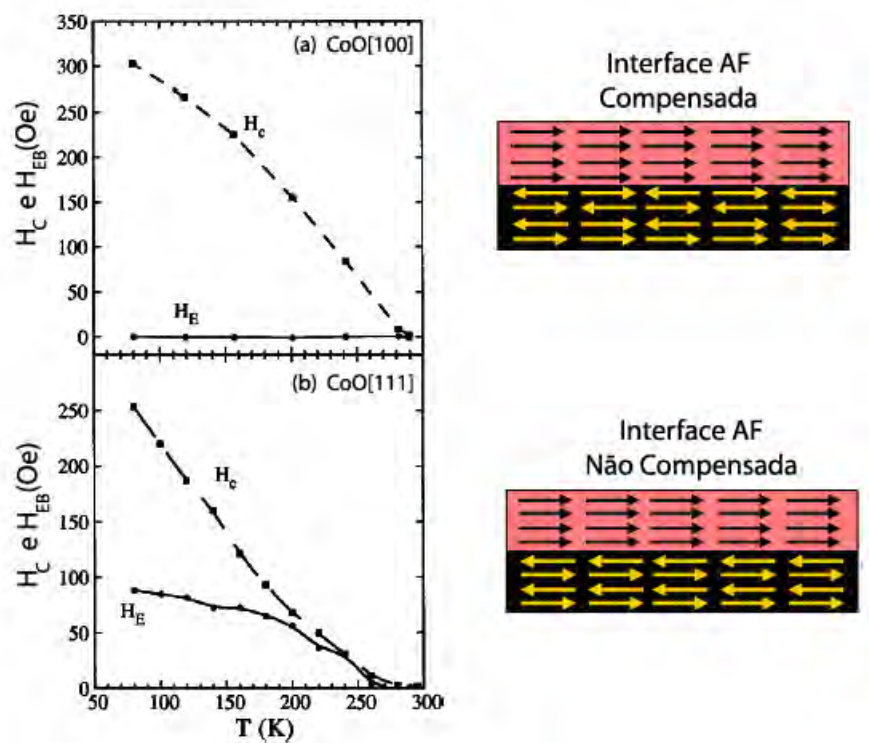 350
300
250
200
150
100
50
0
H_C e H_EB(Oe)
(a) CoO[100]
H_c
H_E
Interface AF
Compensada
250
200
150
100
50
0
H_C e H_EB(Oe)
(b) CoO[111]
H_c
H_E
50 100 150 200 250 300
T (K)
Interface AF
Não Compensada